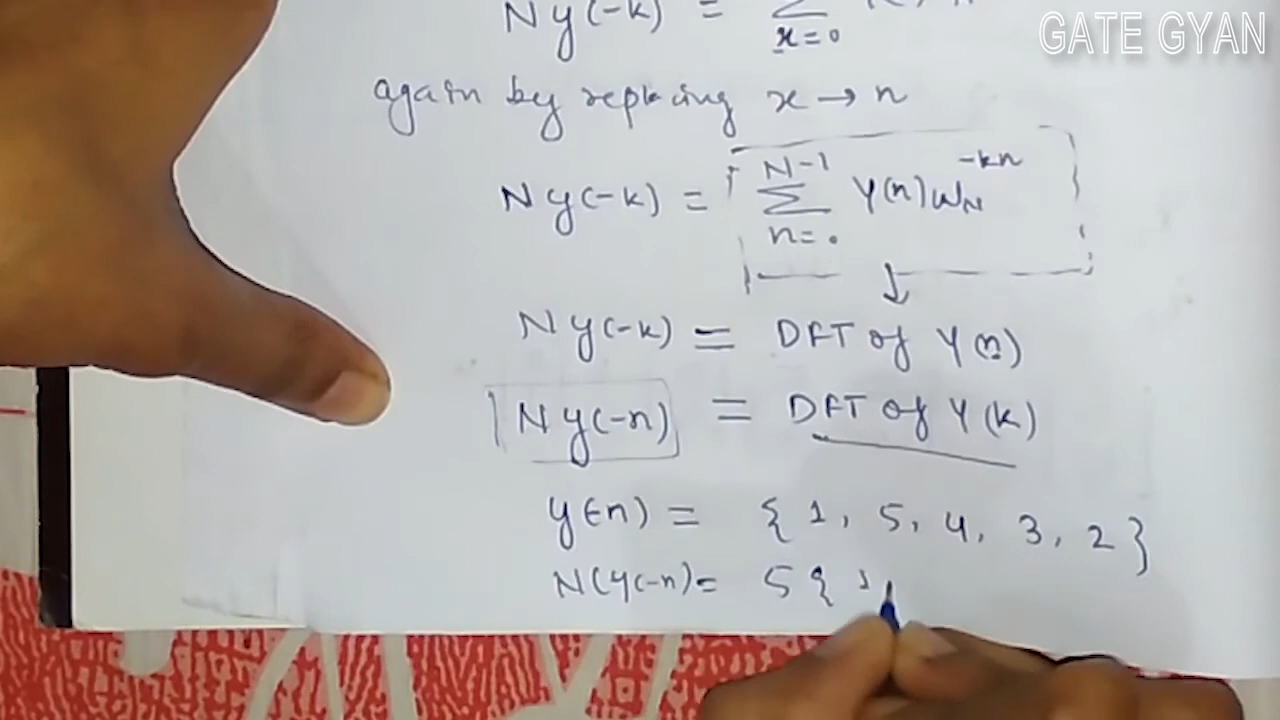 GATE GYAN
N y(-k) = Σ x=0
again by replacing x → n
N y(-k) = N-1 Σ n=0 Y(n) WN -kn
N y(-k) = DFT of Y(n)
N y(-n) = DFT of Y(k)
y(-n) = { 1, 5, 4, 3, 2 }
N(y(-n) = 5 { 1,